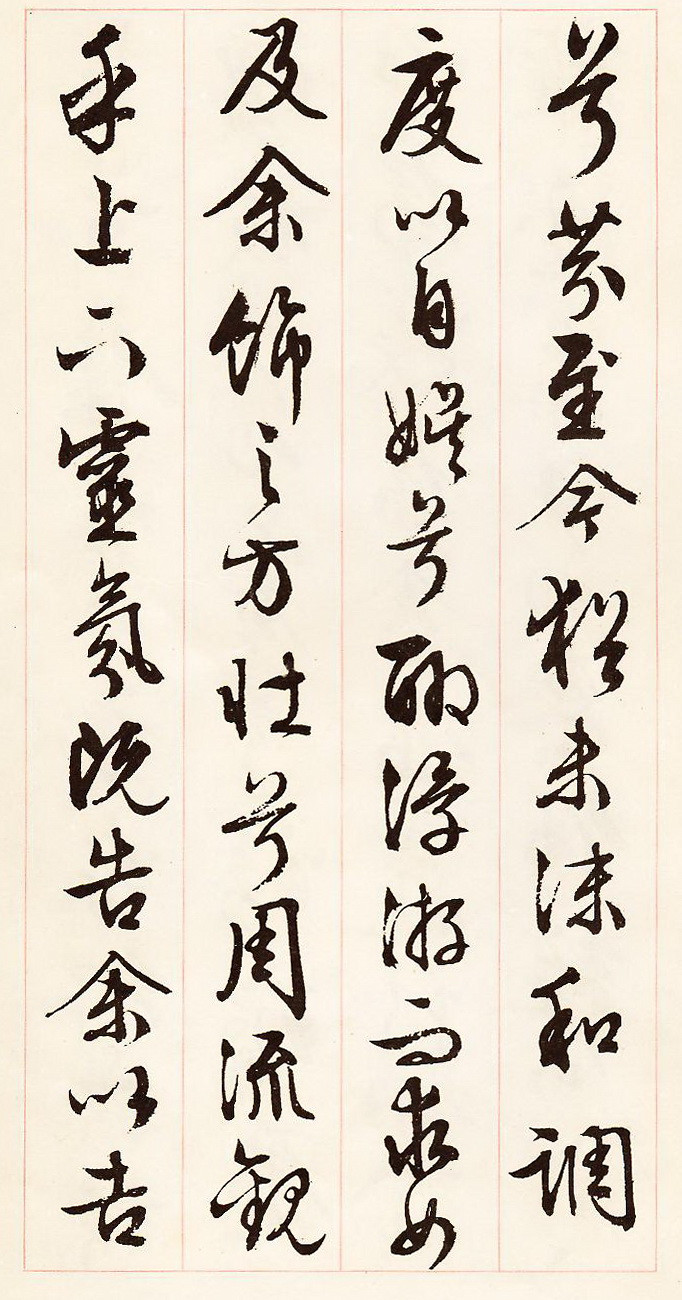 兮芬至今猶未沬和調
度以自娛兮聊浮游而求女
及余飾之方壯兮周流觀
乎上下靈氛既告余以吉